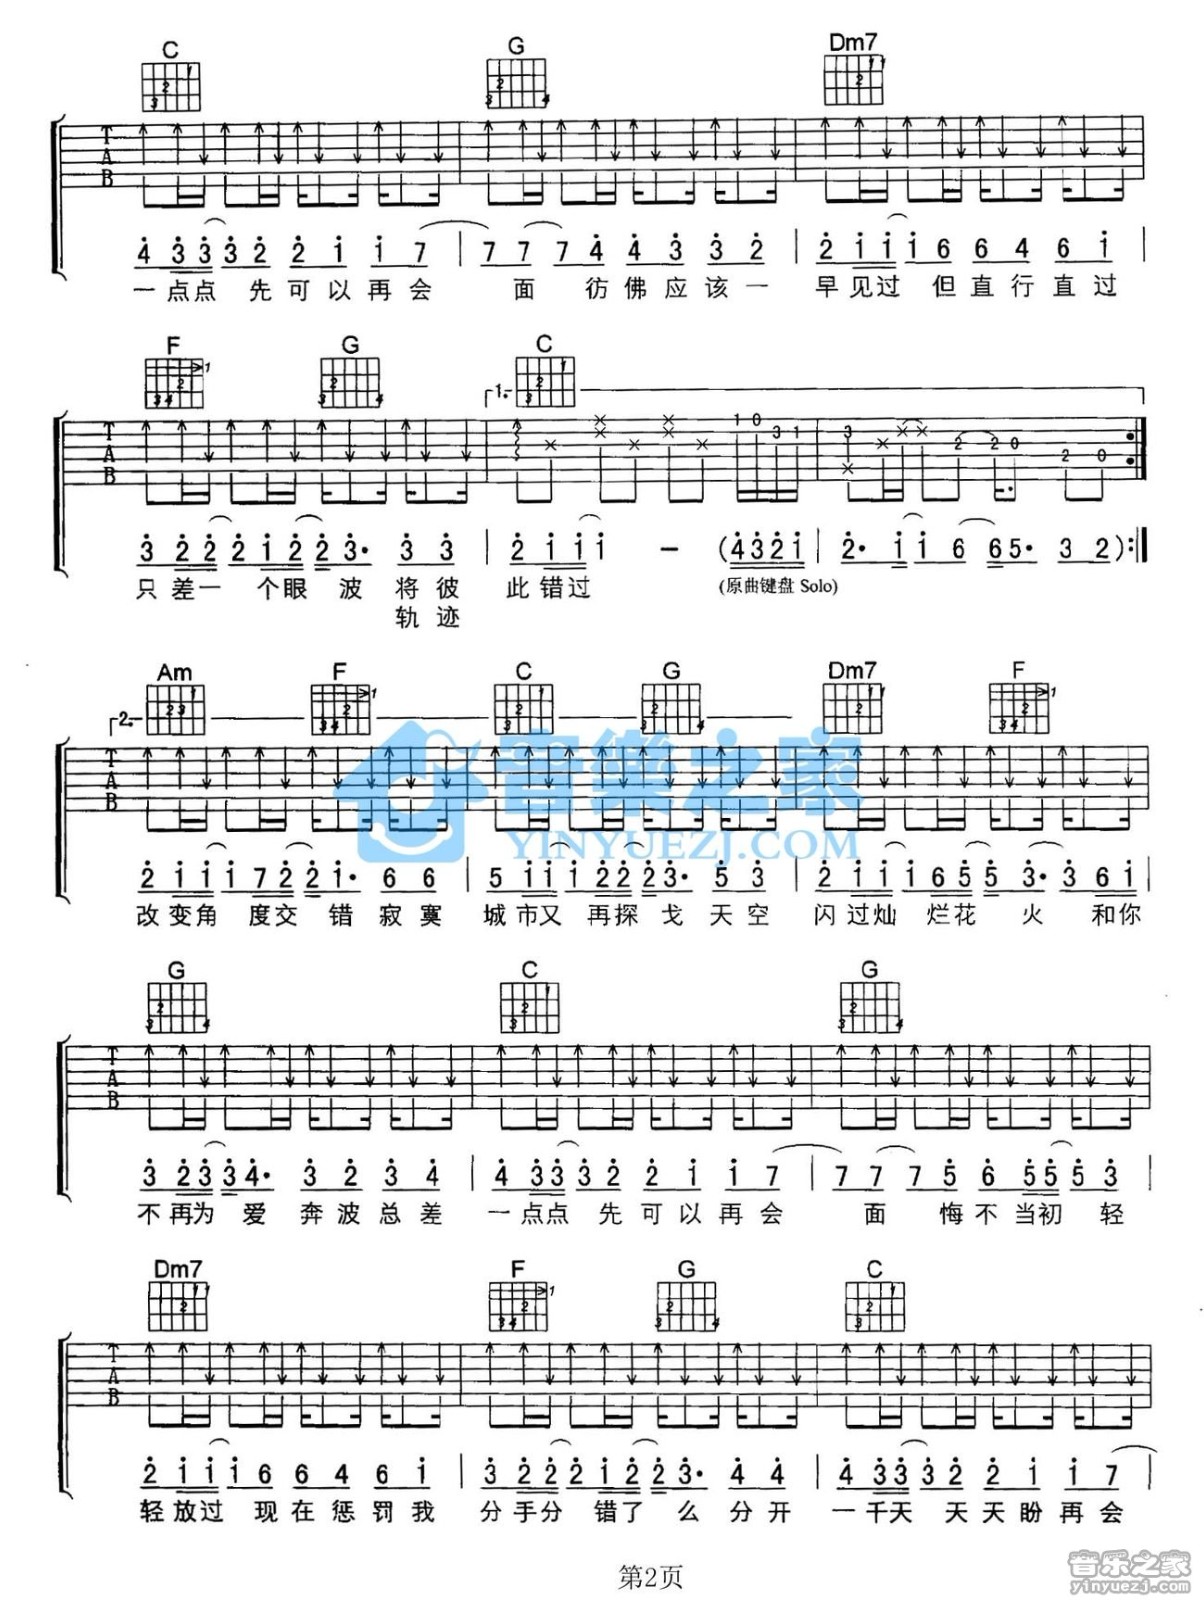 C G Dm7
T A B
4 3 3 3 2 2 1 1 7 | 7 7 7 4 4 3 3 2 | 2 1 1 1 6 6 4 6 1 |
一点点 先可以再会 面 彷佛应该一 早见过 但直行直过
F G C
1.
T A B
1 0 3 1 3 2 2 0 2 0
3 2 2 2 1 2 2 3· 3 3 | 2 1 1 1 – (4 3 2 1 | 2· 1 1 6 6 5· 3 2) :||
只差一 个眼 波 将彼 此错过 (原曲键盘 Solo)
轨迹
Am F C G Dm7 F
2.
T A B
音樂之家
YINYUEZJ.COM
2 1 1 1 7 2 2 1· 6 6 | 5 1 1 1 2 2 2 3· 5 3 | 2 1 1 1 6 5 5 3· 3 6 1 |
改变角 度交 错 寂寞 城市又 再探 戈 天空 闪过灿 烂花 火 和你
G C G
T A B
3 2 3 3 4· 3 2 3 4 | 4 3 3 3 2 2 1 1 7 | 7 7 7 5 6 5 5 5 3 |
不再为 爱 奔波总差 一点点 先可以再会 面 悔不当初 轻
Dm7 F G C
T A B
2 1 1 1 6 6 4 6 1 | 3 2 2 2 1 2 2 3· 4 4 | 4 3 3 3 2 2 1 1 7
轻放过 现在惩罚我 分手分 错了 么 分开 一千天 天天盼再会
第2页
音乐之家
yinyuezj.com